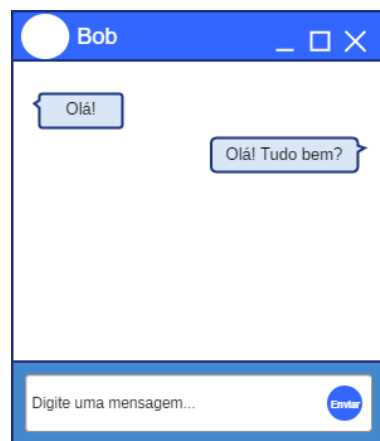 Bob
Olá!
Olá! Tudo bem?
Digite uma mensagem...
Enviar